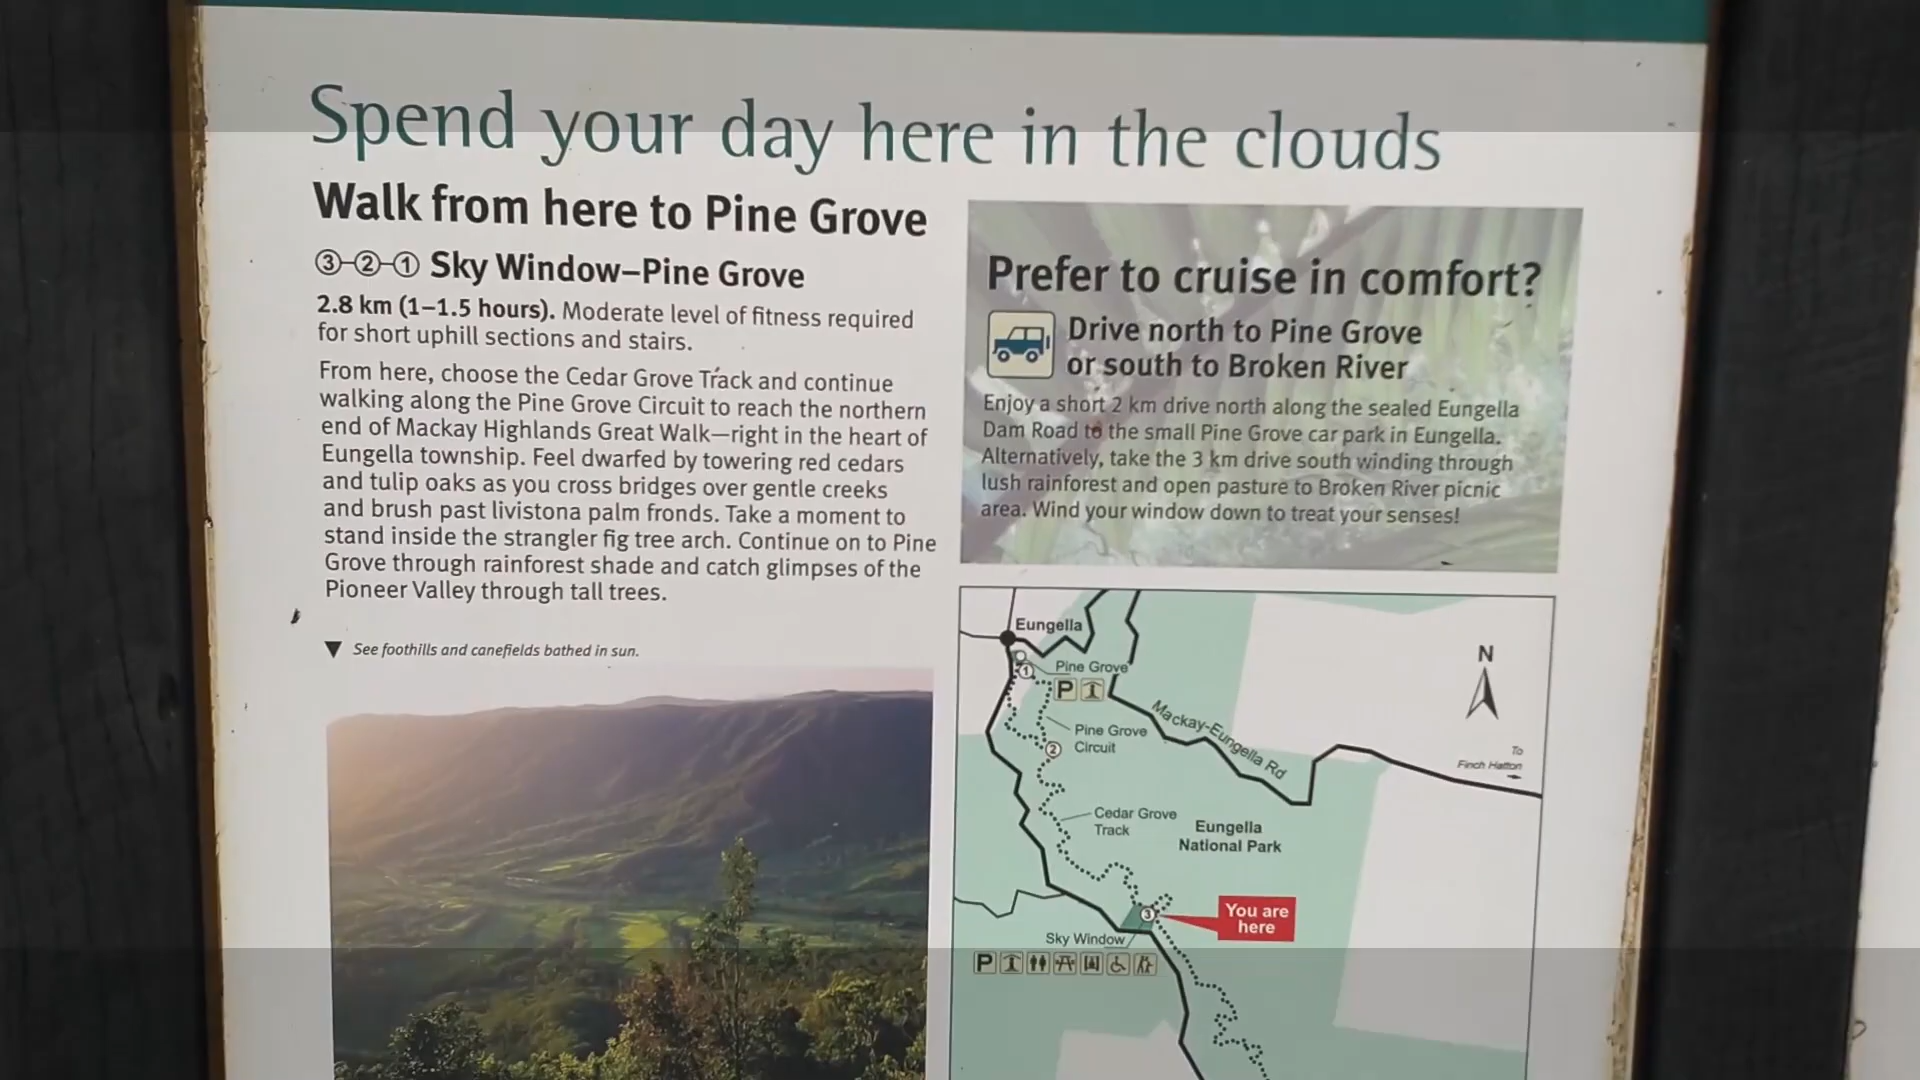 Spend your day here in the clouds
Walk from here to Pine Grove
③-②-① Sky Window–Pine Grove
2.8 km (1–1.5 hours). Moderate level of fitness required
for short uphill sections and stairs.
From here, choose the Cedar Grove Track and continue
walking along the Pine Grove Circuit to reach the northern
end of Mackay Highlands Great Walk—right in the heart of
Eungella township. Feel dwarfed by towering red cedars
and tulip oaks as you cross bridges over gentle creeks
and brush past livistona palm fronds. Take a moment to
stand inside the strangler fig tree arch. Continue on to Pine
Grove through rainforest shade and catch glimpses of the
Pioneer Valley through tall trees.
▼ See foothills and canefields bathed in sun.
Prefer to cruise in comfort?
Drive north to Pine Grove
or south to Broken River
Enjoy a short 2 km drive north along the sealed Eungella
Dam Road to the small Pine Grove car park in Eungella.
Alternatively, take the 3 km drive south winding through
lush rainforest and open pasture to Broken River picnic
area. Wind your window down to treat your senses!
Eungella
N
Pine Grove
①
P
Mackay-Eungella Rd
Pine Grove
Circuit
②
To
Finch Hatton
Cedar Grove
Track
Eungella
National Park
③
You are
here
Sky Window
P